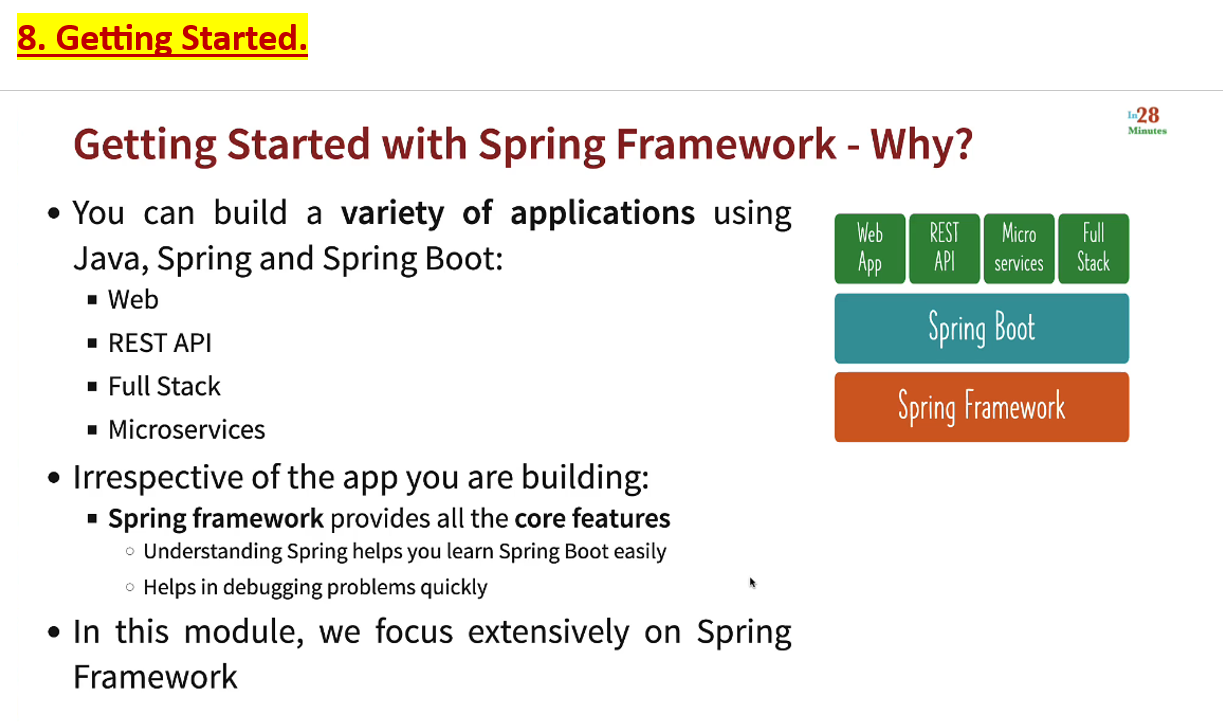 8. Getting Started.
In28
Minutes
Getting Started with Spring Framework - Why?
• You can build a variety of applications using
Java, Spring and Spring Boot:
▪ Web
▪ REST API
▪ Full Stack
▪ Microservices
• Irrespective of the app you are building:
▪ Spring framework provides all the core features
○ Understanding Spring helps you learn Spring Boot easily
○ Helps in debugging problems quickly
• In this module, we focus extensively on Spring
Framework
Web
App
REST
API
Micro
services
Full
Stack
Spring Boot
Spring Framework